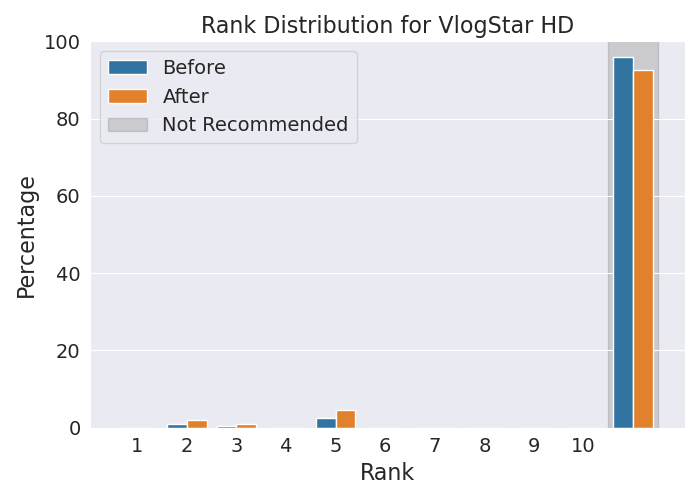 Rank Distribution for VlogStar HD
100
80
60
40
20
0
Percentage
Before
After
Not Recommended
1 2 3 4 5 6 7 8 9 10
Rank